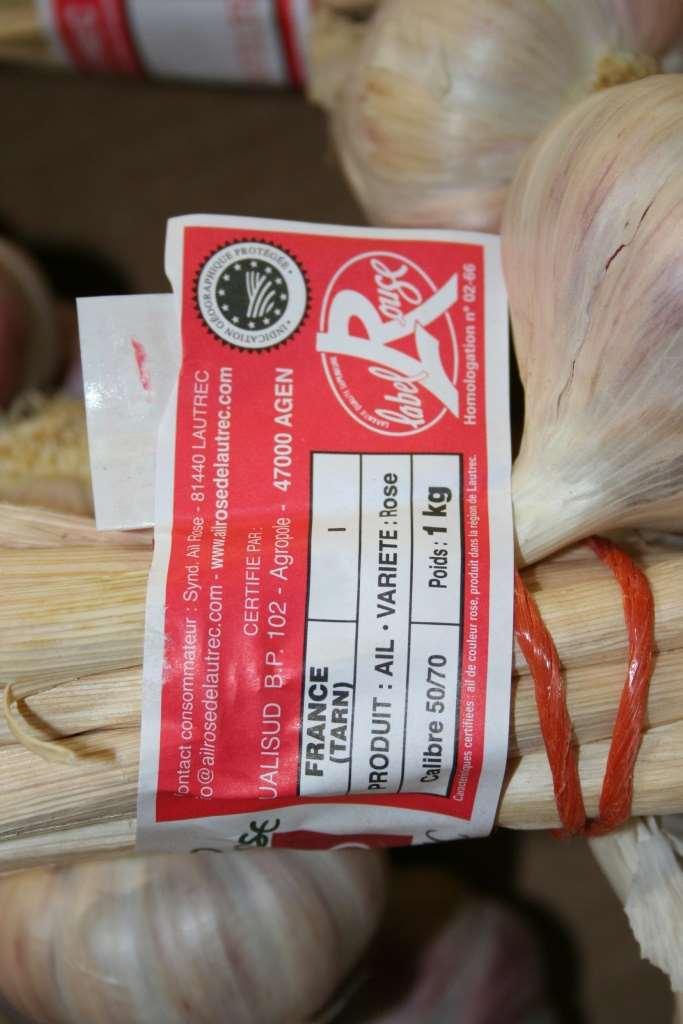 INDICATION GÉOGRAPHIQUE PROTÉGÉE
label Rouge
Homologation n° 02-66
ontact consommateur : Synd. Ail Rose - 81440 LAUTREC
o@ailrosedelautrec.com - www.ailrosedelautrec.com
CERTIFIE PAR :
UALISUD B.P. 102 - Agropole - 47000 AGEN
FRANCE
(TARN)
I
PRODUIT : AIL • VARIETE : Rose
Calibre 50/70 Poids : 1 kg
Caractéristiques certifiées : ail de couleur rose, produit dans la région de Lautrec.